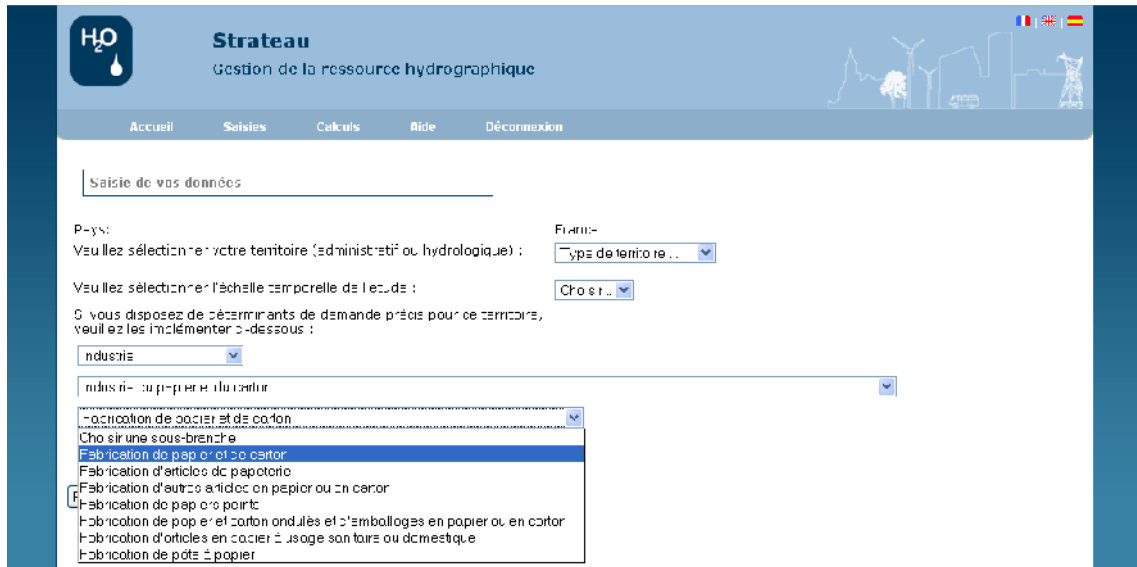 H2O
Strateau
Gestion de la ressource hydrographique
Accueil Saisies Calculs Aide Déconnexion
Saisie de vos données
Pays: France
Veuillez sélectionner votre territoire (administratif ou hydrologique) : Type de territoire...
Veuillez sélectionner l'échelle temporelle de l'étude : Choisir...
Si vous disposez de déterminants de demande précis pour ce territoire,
veuillez les implémenter ci-dessous :
Industrie
Industrie du papier et du carton
Fabrication de papier et de carton
Choisir une sous-branche
Fabrication de papier et de carton
Fabrication d'articles de papeterie
Fabrication d'autres articles en papier ou en carton
Fabrication de papiers peints
Fabrication de papier et carton ondulés et d'emballages en papier ou en carton
Fabrication d'articles en papier à usage sanitaire ou domestique
Fabrication de pâte à papier